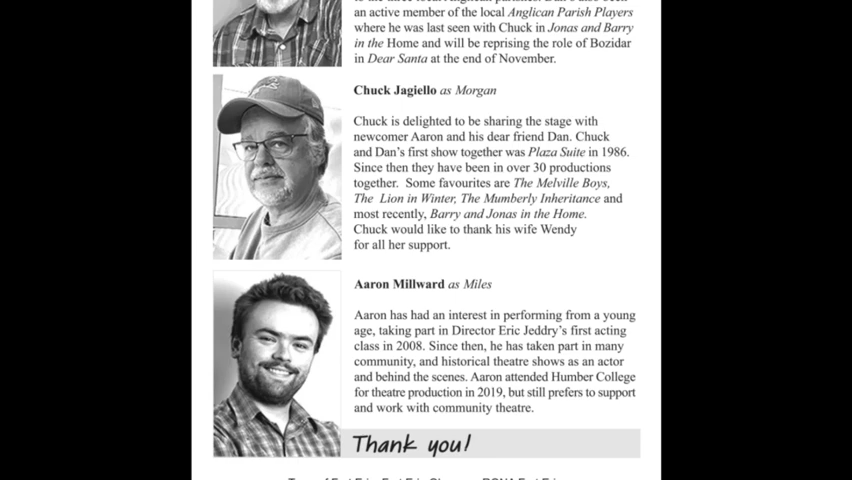 an active member of the local Anglican Parish Players
where he was last seen with Chuck in Jonas and Barry
in the Home and will be reprising the role of Bozidar
in Dear Santa at the end of November.
Chuck Jagiello as Morgan
Chuck is delighted to be sharing the stage with
newcomer Aaron and his dear friend Dan. Chuck
and Dan's first show together was Plaza Suite in 1986.
Since then they have been in over 30 productions
together. Some favourites are The Melville Boys,
The Lion in Winter, The Mumberly Inheritance and
most recently, Barry and Jonas in the Home.
Chuck would like to thank his wife Wendy
for all her support.
Aaron Millward as Miles
Aaron has had an interest in performing from a young
age, taking part in Director Eric Jeddry's first acting
class in 2008. Since then, he has taken part in many
community, and historical theatre shows as an actor
and behind the scenes. Aaron attended Humber College
for theatre production in 2019, but still prefers to support
and work with community theatre.
Thank you!